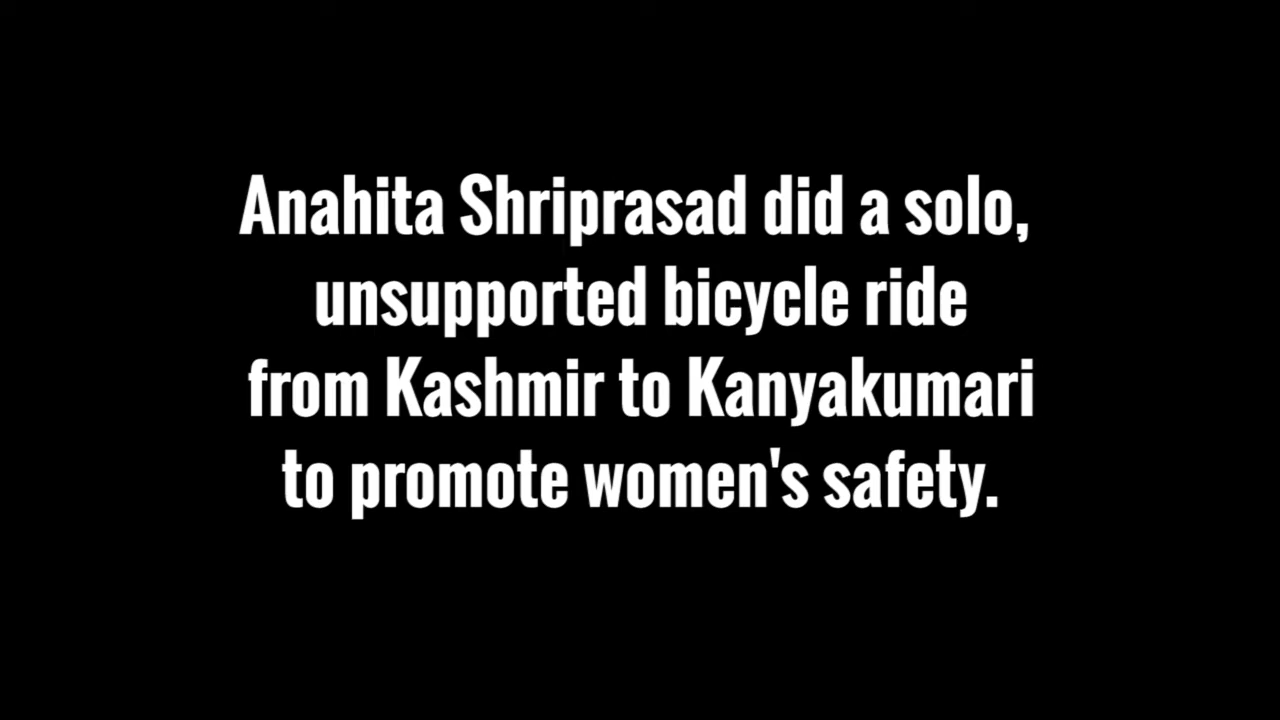 Anahita Shriprasad did a solo,
unsupported bicycle ride
from Kashmir to Kanyakumari
to promote women's safety.